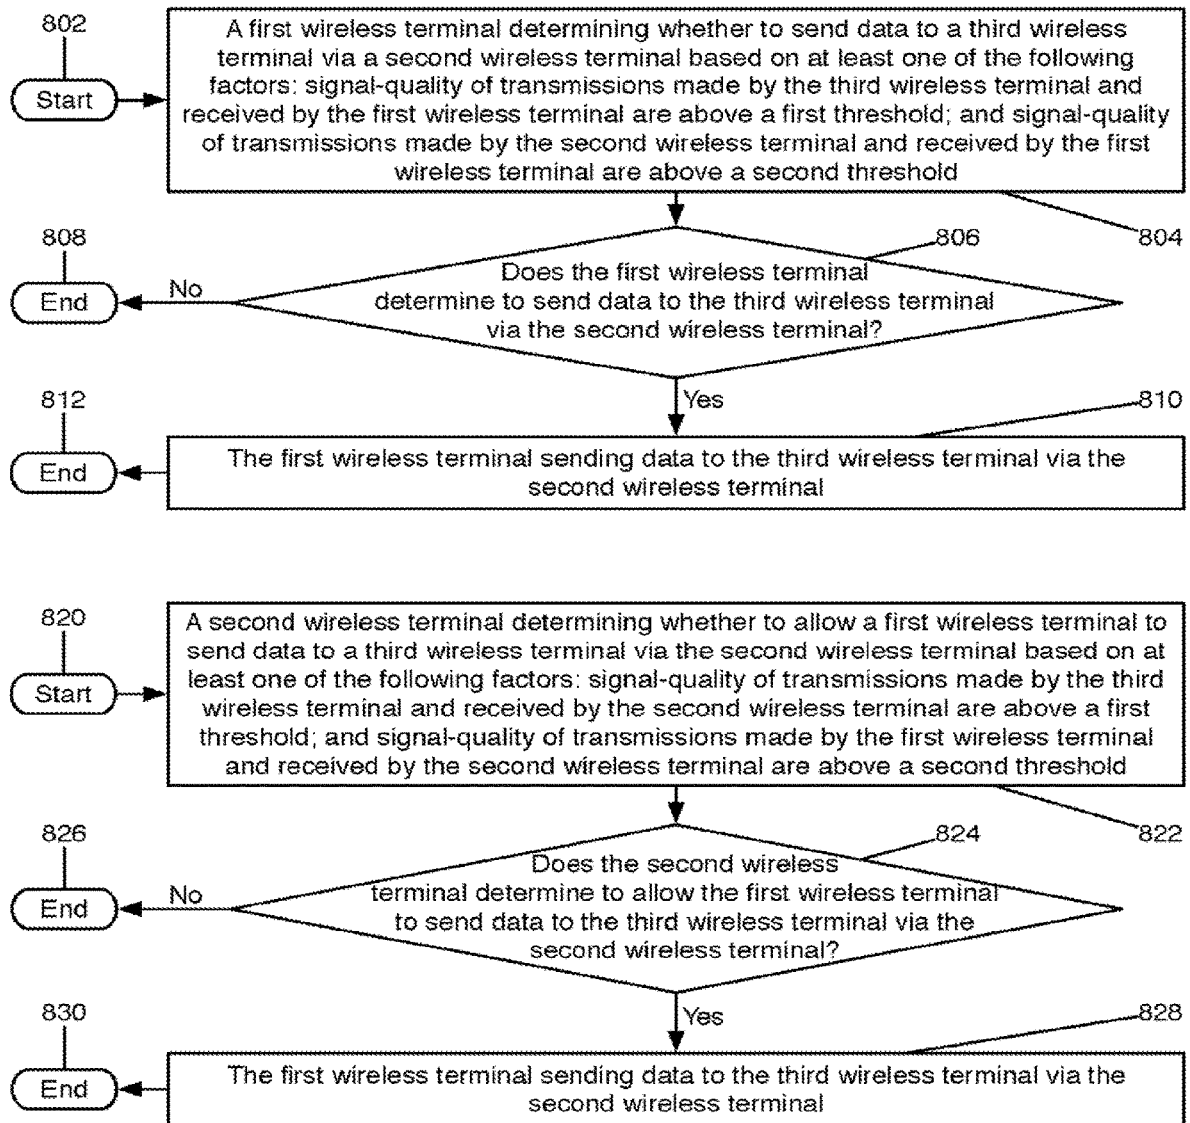 802
A first wireless terminal determining whether to send data to a third wireless
terminal via a second wireless terminal based on at least one of the following
factors: signal-quality of transmissions made by the third wireless terminal and
received by the first wireless terminal are above a first threshold; and signal-quality
of transmissions made by the second wireless terminal and received by the first
wireless terminal are above a second threshold
Start
804
808
806
Does the first wireless terminal
determine to send data to the third wireless terminal
via the second wireless terminal?
No
End
Yes
812
810
The first wireless terminal sending data to the third wireless terminal via the
second wireless terminal
End
820
A second wireless terminal determining whether to allow a first wireless terminal to
send data to a third wireless terminal via the second wireless terminal based on at
least one of the following factors: signal-quality of transmissions made by the third
wireless terminal and received by the second wireless terminal are above a first
threshold; and signal-quality of transmissions made by the first wireless terminal
and received by the second wireless terminal are above a second threshold
Start
822
826
824
Does the second wireless
terminal determine to allow the first wireless terminal
to send data to the third wireless terminal via the
second wireless terminal?
No
End
Yes
830
828
The first wireless terminal sending data to the third wireless terminal via the
second wireless terminal
End